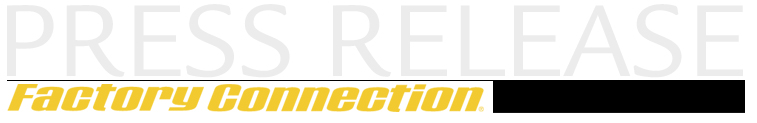 PRESS RELEASE
Factory Connection.